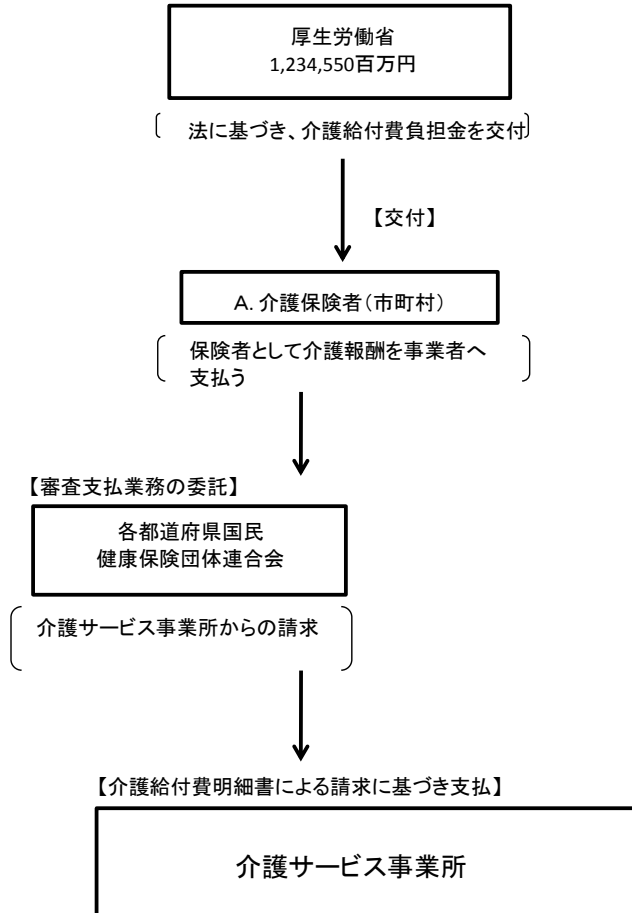 厚生労働省
1,234,550百万円
法に基づき、介護給付費負担金を交付
【交付】
A. 介護保険者(市町村)
保険者として介護報酬を事業者へ
支払う
【審査支払業務の委託】
各都道府県国民
健康保険団体連合会
介護サービス事業所からの請求
【介護給付費明細書による請求に基づき支払】
介護サービス事業所